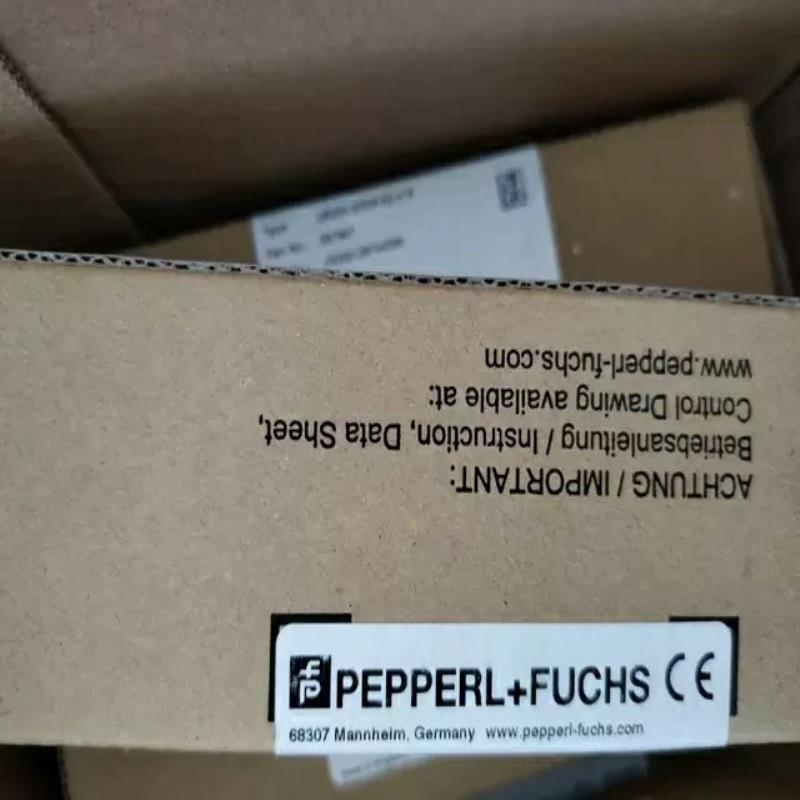 Type
ACHTUNG / IMPORTANT:
Betriebsanleitung / Instruction, Data Sheet,
Control Drawing available at:
www.pepperl-fuchs.com
PEPPERL+FUCHS CE
68307 Mannheim, Germany www.pepperl-fuchs.com